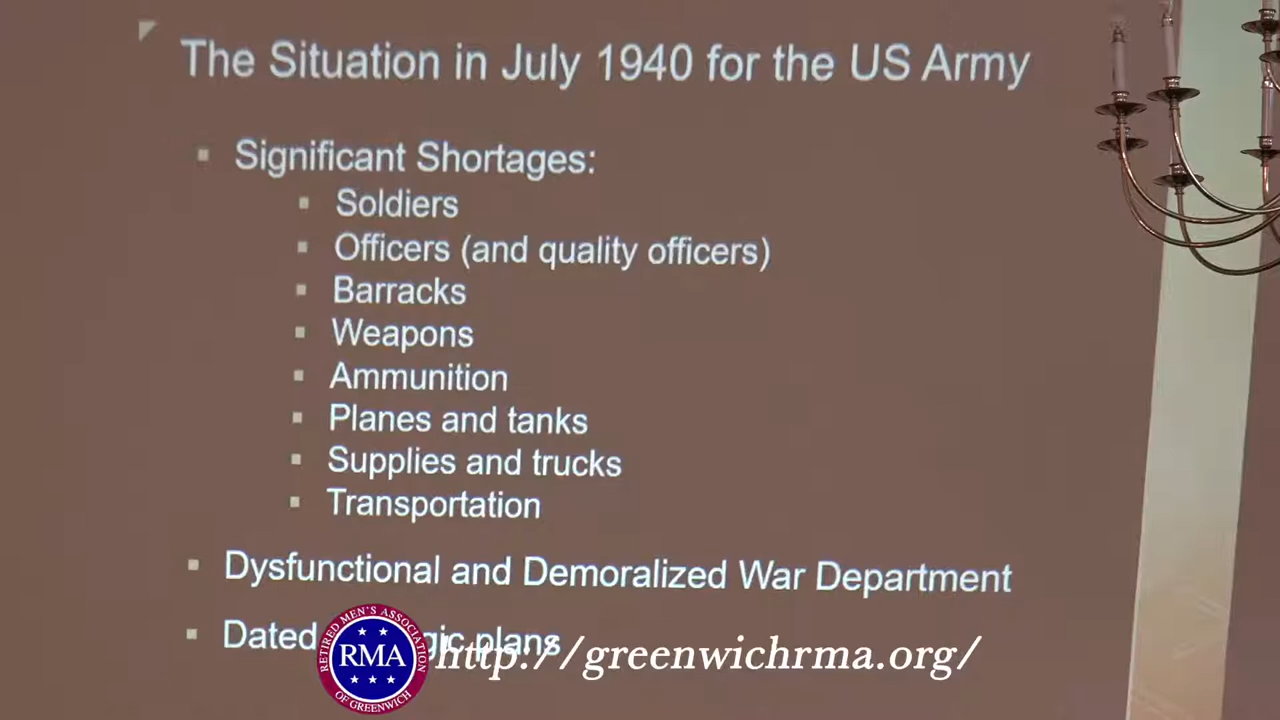 The Situation in July 1940 for the US Army
Significant Shortages:
Soldiers
Officers (and quality officers)
Barracks
Weapons
Ammunition
Planes and tanks
Supplies and trucks
Transportation
Dysfunctional and Demoralized War Department
Dated plans
RETIRED MEN'S ASSOCIATION
RMA
OF GREENWICH
http://greenwichrma.org/